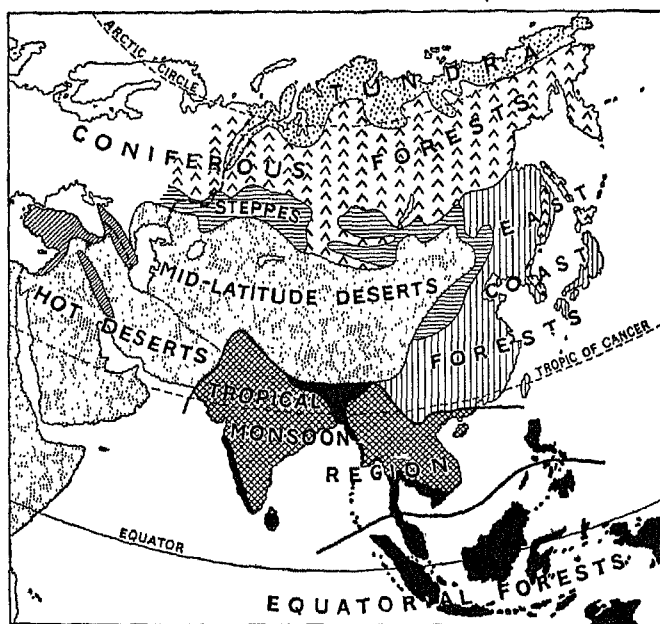 ARCTIC CIRCLE
TUNDRA
CONIFEROUS FORESTS
STEPPES
EAST COAST FORESTS
MID-LATITUDE DESERTS
HOT DESERTS
TROPIC OF CANCER
TROPICAL MONSOON REGION
EQUATOR
EQUATORIAL FORESTS